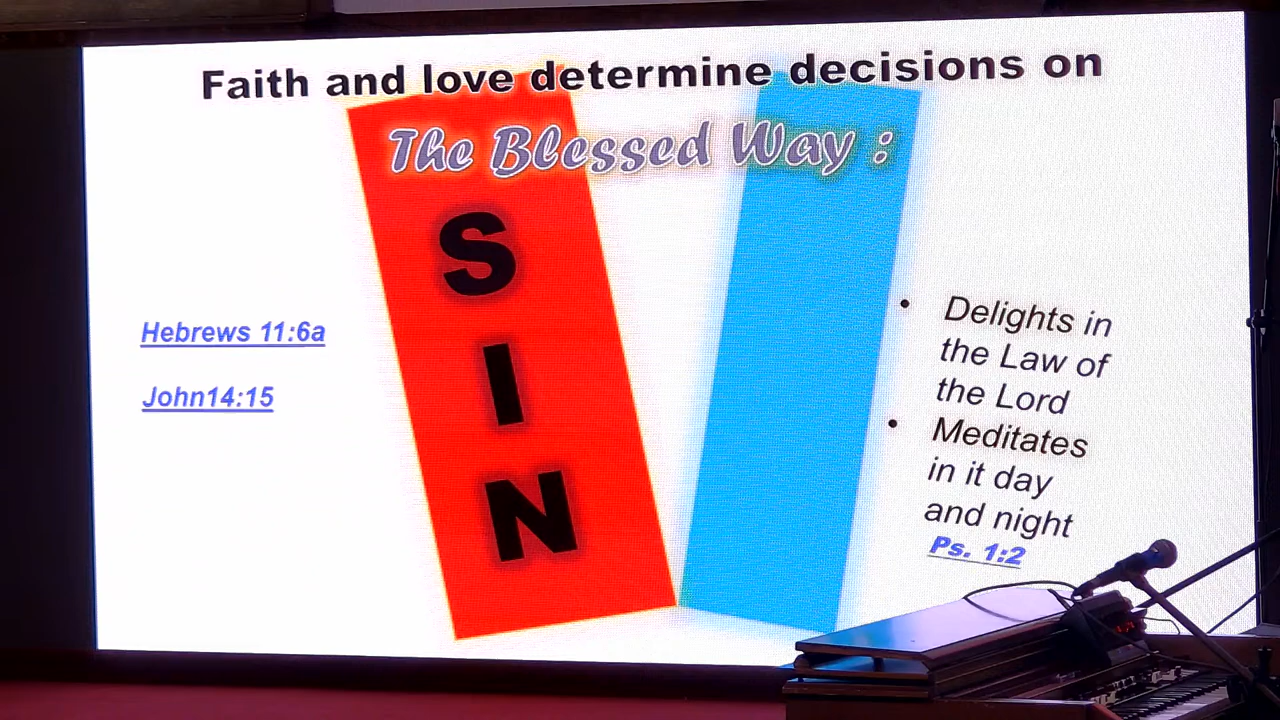 Faith and love determine decisions on
The Blessed Way :
S
I
N
Hebrews 11:6a
John14:15
• Delights in
the Law of
the Lord
• Meditates
in it day
and night
Ps. 1:2